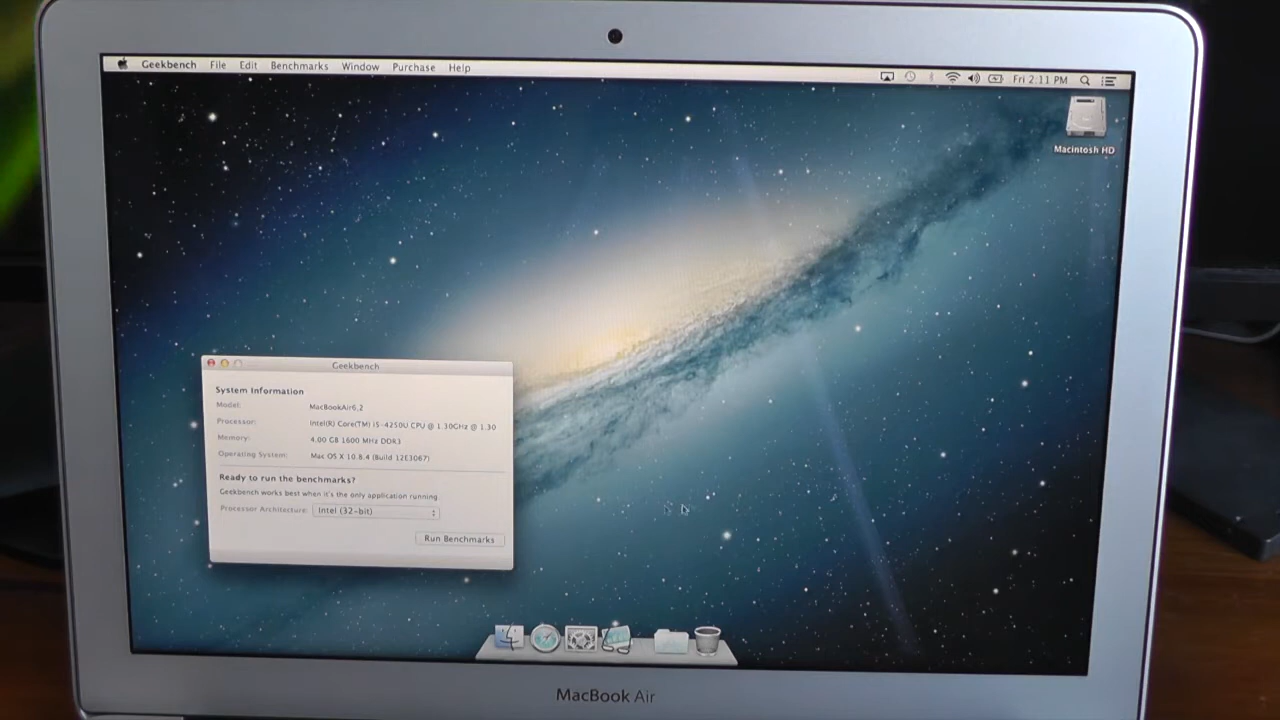 Geekbench File Edit Benchmarks Window Purchase Help Fri 2:11 PM
Macintosh HD
Geekbench
System Information
Model: MacBookAir6,2
Processor: Intel(R) Core(TM) i5-4250U CPU @ 1.30GHz @ 1.30
Memory: 4.00 GB 1600 MHz DDR3
Operating System: Mac OS X 10.8.4 (Build 12E3067)
Ready to run the benchmarks?
Geekbench works best when it's the only application running.
Processor Architecture: Intel (32-bit)
Run Benchmarks
MacBook Air